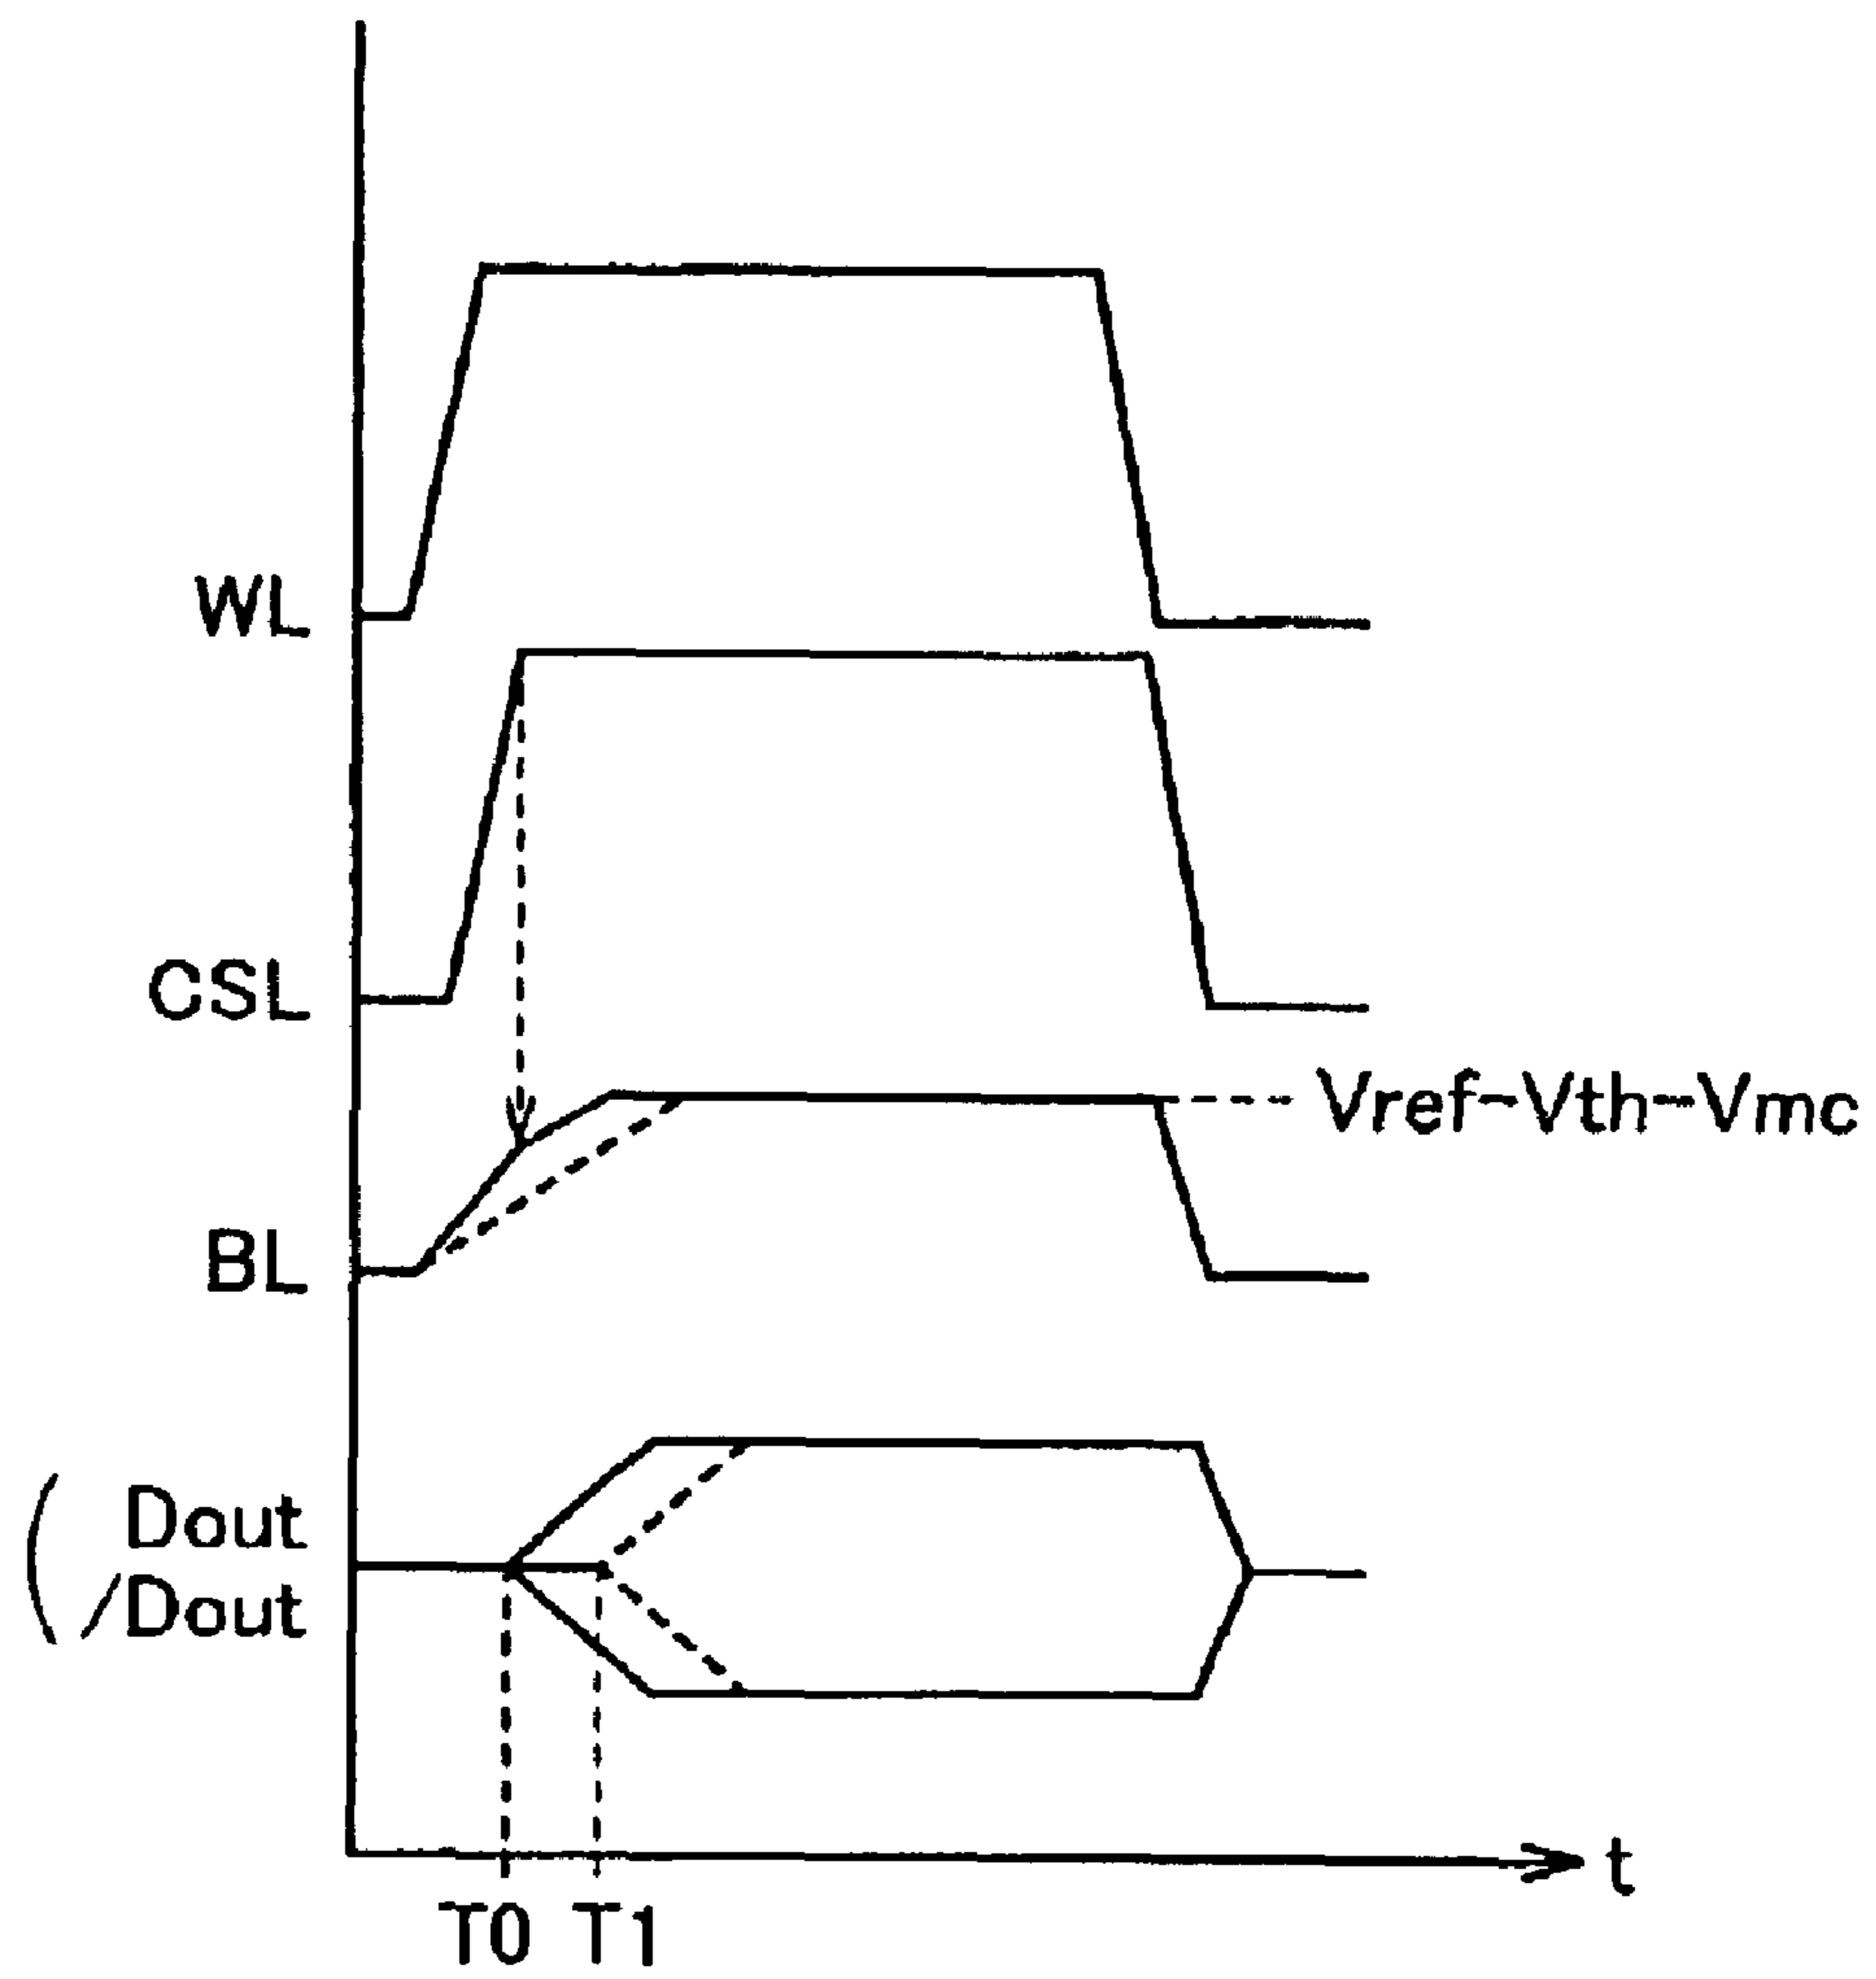 WL
CSL
Vref-Vth-Vmc
BL
Dout
/Dout
t
T0 T1